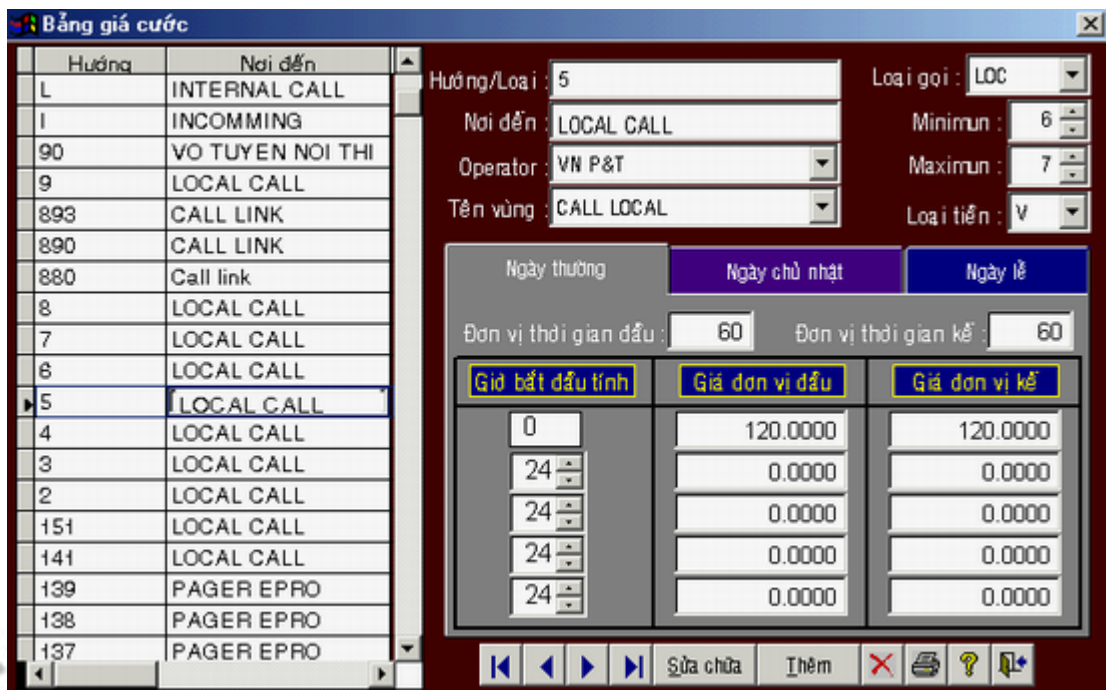 Bảng giá cước
Hướng Nơi đến
L INTERNAL CALL
I INCOMMING
90 VO TUYEN NOI THI
9 LOCAL CALL
893 CALL LINK
890 CALL LINK
880 Call link
8 LOCAL CALL
7 LOCAL CALL
6 LOCAL CALL
5 LOCAL CALL
4 LOCAL CALL
3 LOCAL CALL
2 LOCAL CALL
151 LOCAL CALL
141 LOCAL CALL
139 PAGER EPRO
138 PAGER EPRO
137 PAGER EPRO
Hướng/Loại : 5 Loại gọi : LOC
Nơi đến : LOCAL CALL Minimun : 6
Operator : VN P&T Maximun : 7
Tên vùng : CALL LOCAL Loại tiền : V
Ngày thường Ngày chủ nhật Ngày lễ
Đơn vị thời gian đầu : 60 Đơn vị thời gian kế : 60
Giờ bắt đầu tính Giá đơn vị đầu Giá đơn vị kế
0 120.0000 120.0000
24 0.0000 0.0000
24 0.0000 0.0000
24 0.0000 0.0000
24 0.0000 0.0000
Sửa chữa Thêm